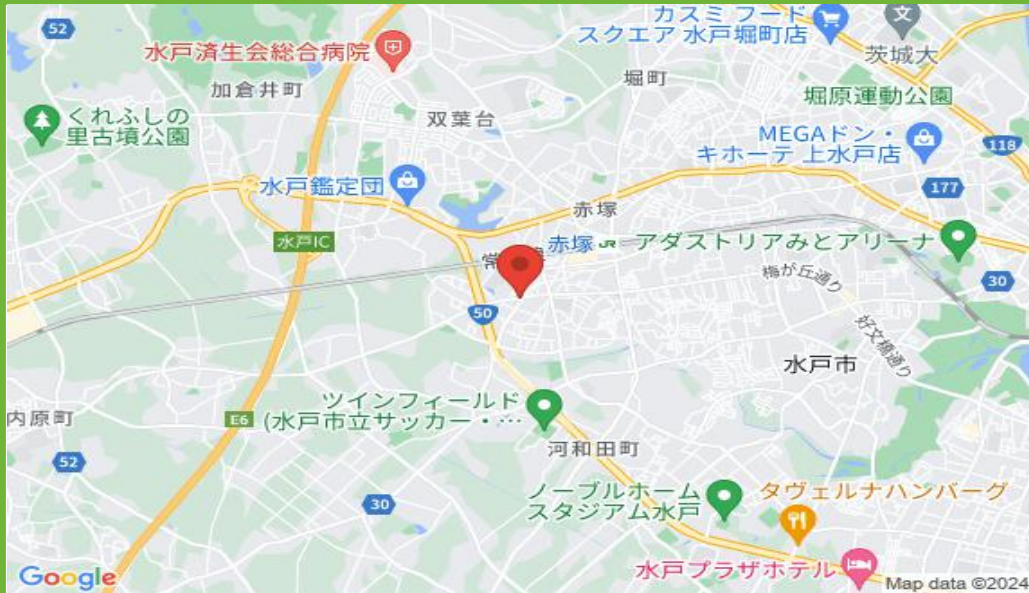 52
カスミ フード
スクエア 水戸堀町店
文
茨城大
水戸済生会総合病院
加倉井町
堀町
堀原運動公園
くれふしの
里古墳公園
双葉台
MEGAドン・
キホーテ 上水戸店
118
水戸鑑定団
177
赤塚
水戸IC
赤塚 JR
アダストリアみとアリーナ
常
30
梅が丘通り
50
好文橋通り
水戸市
ツインフィールド
(水戸市立サッカー・…
内原町
E6
河和田町
52
ノーブルホーム
スタジアム水戸
タヴェルナハンバーグ
30
水戸プラザホテル
Google
Map data ©2024